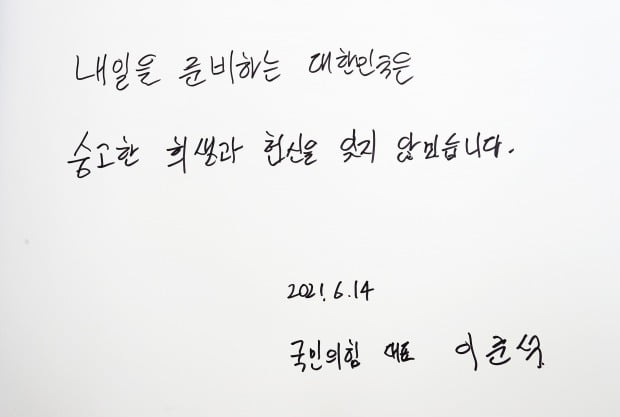 내일을 준비하는 대한민국은
숭고한 희생과 헌신을 잊지 않겠습니다.
2021. 6. 14
국민의힘 대표 이준석